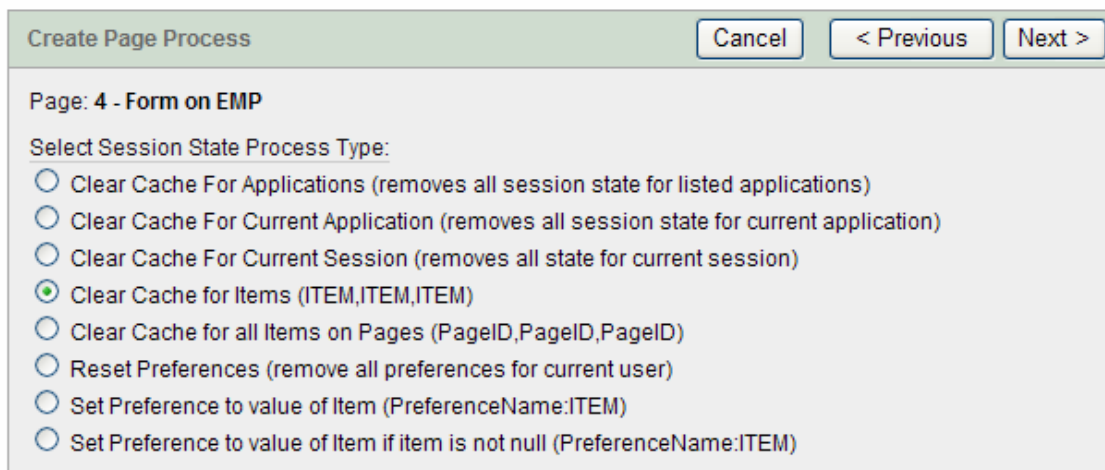 Create Page Process Cancel < Previous Next >
Page: 4 - Form on EMP
Select Session State Process Type:
Clear Cache For Applications (removes all session state for listed applications)
Clear Cache For Current Application (removes all session state for current application)
Clear Cache For Current Session (removes all state for current session)
Clear Cache for Items (ITEM,ITEM,ITEM)
Clear Cache for all Items on Pages (PageID,PageID,PageID)
Reset Preferences (remove all preferences for current user)
Set Preference to value of Item (PreferenceName:ITEM)
Set Preference to value of Item if item is not null (PreferenceName:ITEM)